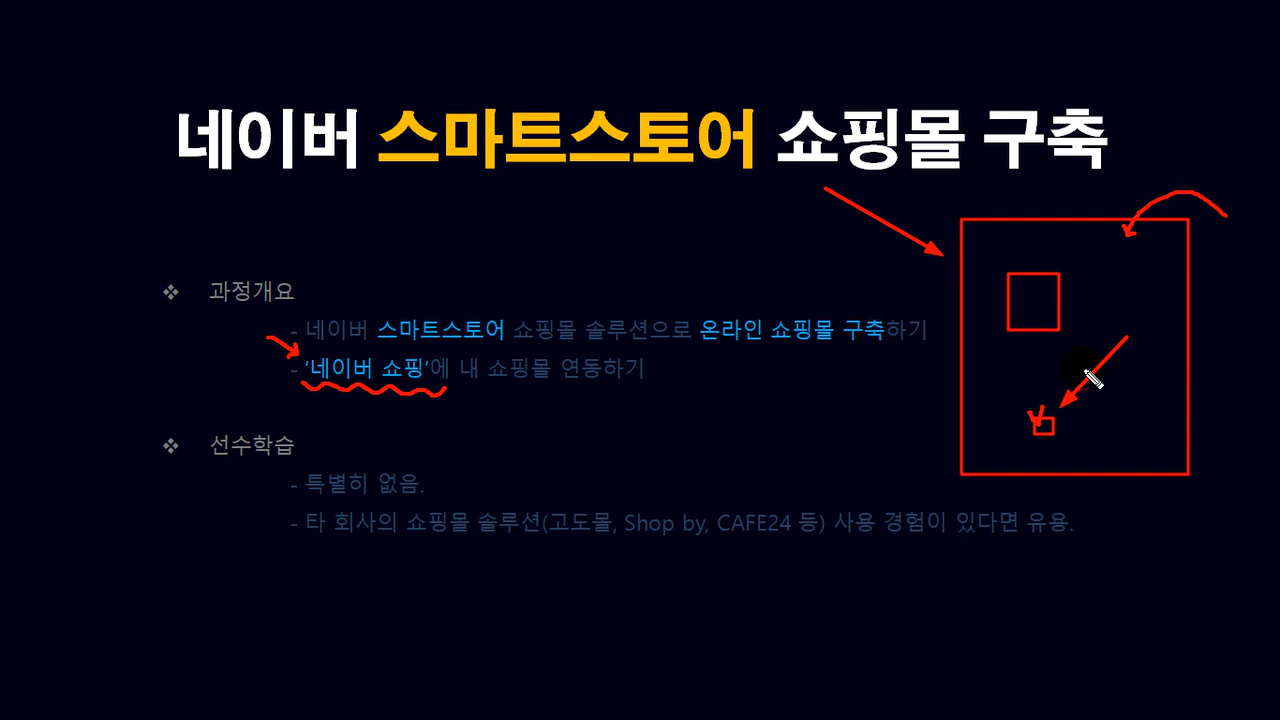 네이버 스마트스토어 쇼핑몰 구축
❖ 과정개요
- 네이버 스마트스토어 쇼핑몰 솔루션으로 온라인 쇼핑몰 구축하기
- '네이버 쇼핑'에 내 쇼핑몰 연동하기
❖ 선수학습
- 특별히 없음.
- 타 회사의 쇼핑몰 솔루션(고도몰, Shop by, CAFE24 등) 사용 경험이 있다면 유용.